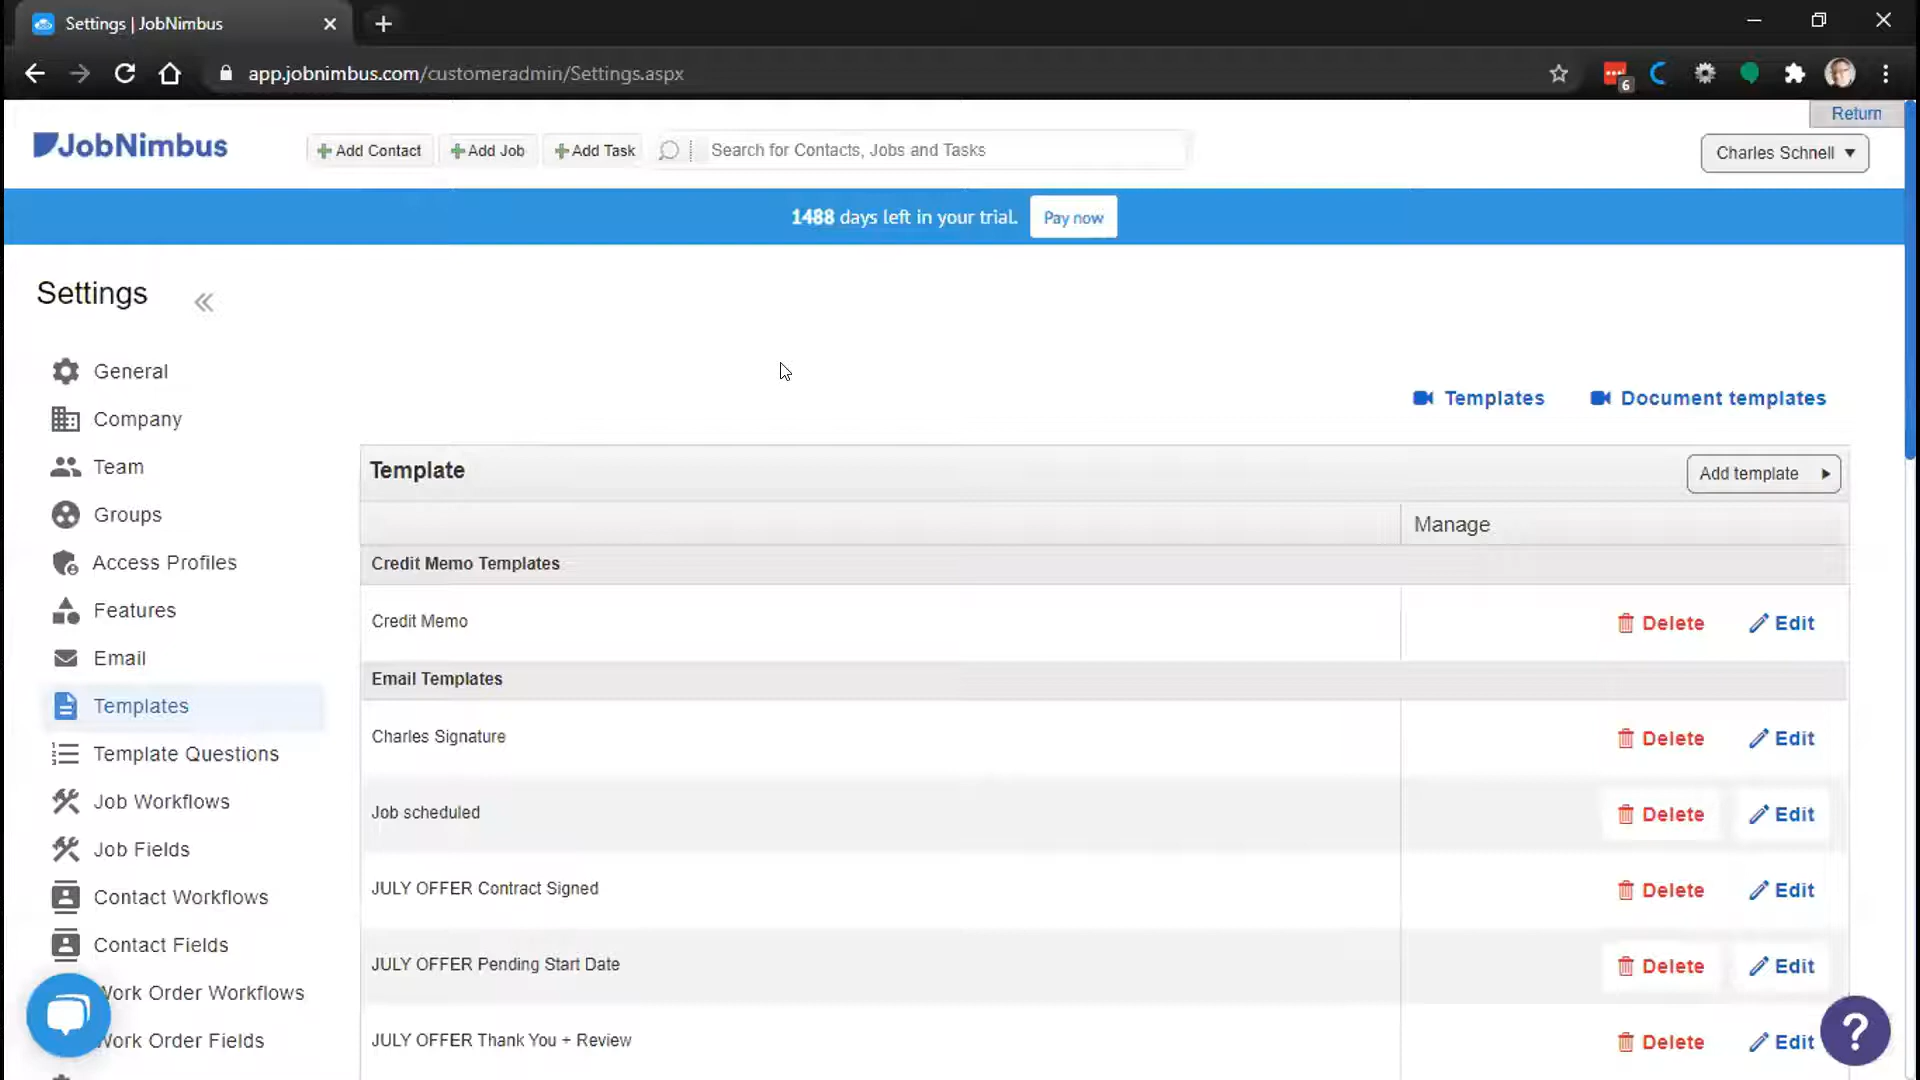 Settings | JobNimbus
app.jobnimbus.com/customeradmin/Settings.aspx
6
Return
JobNimbus
Add Contact
Add Job
Add Task
Search for Contacts, Jobs and Tasks
Charles Schnell
1488 days left in your trial.
Pay now
Settings
General
Company
Team
Groups
Access Profiles
Features
Email
Templates
Template Questions
Job Workflows
Job Fields
Contact Workflows
Contact Fields
Work Order Workflows
Work Order Fields
Templates
Document templates
Template
Add template
Manage
Credit Memo Templates
Credit Memo
Delete
Edit
Email Templates
Charles Signature
Delete
Edit
Job scheduled
Delete
Edit
JULY OFFER Contract Signed
Delete
Edit
JULY OFFER Pending Start Date
Delete
Edit
JULY OFFER Thank You + Review
Delete
Edit
?